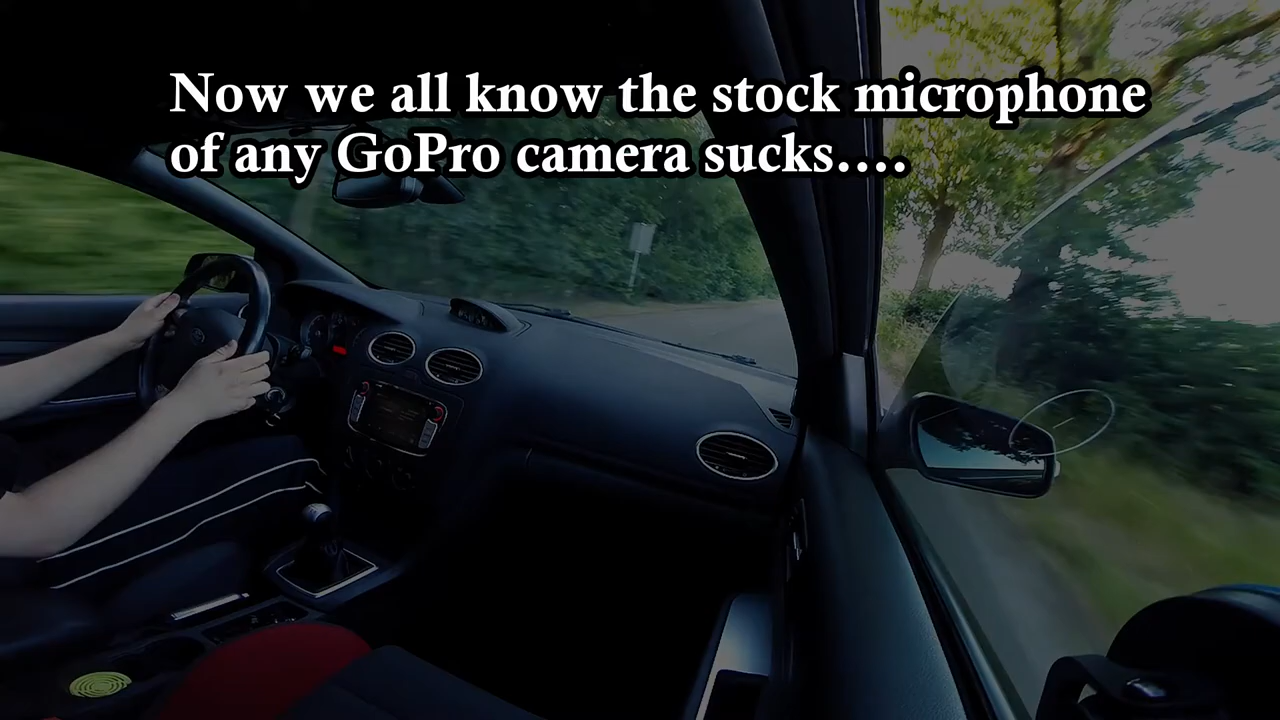 Now we all know the stock microphone
of any GoPro camera sucks....